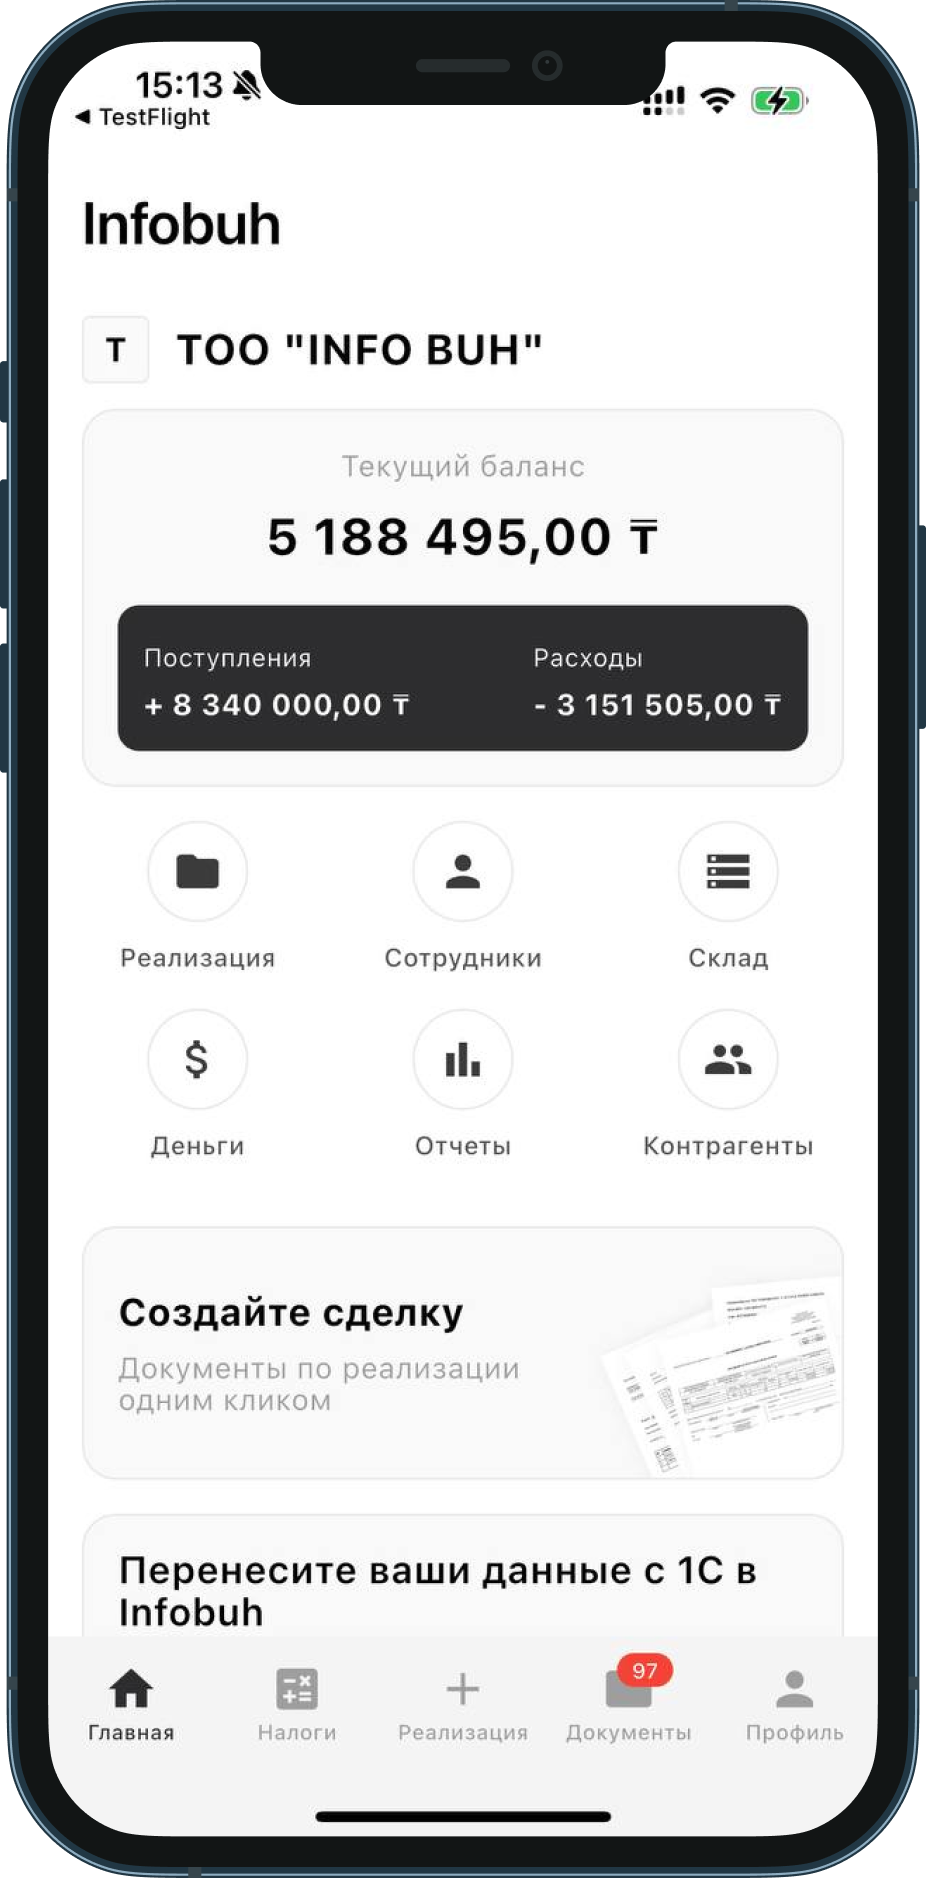 15:13
◀ TestFlight
Infobuh
T ТОО "INFO BUH"
Текущий баланс
5 188 495,00 ₸
Поступления Расходы
+ 8 340 000,00 ₸ - 3 151 505,00 ₸
Реализация Сотрудники Склад
Деньги Отчеты Контрагенты
Создайте сделку
Документы по реализации
одним кликом
Перенесите ваши данные с 1С в
Infobuh
97
Главная Налоги Реализация Документы Профиль